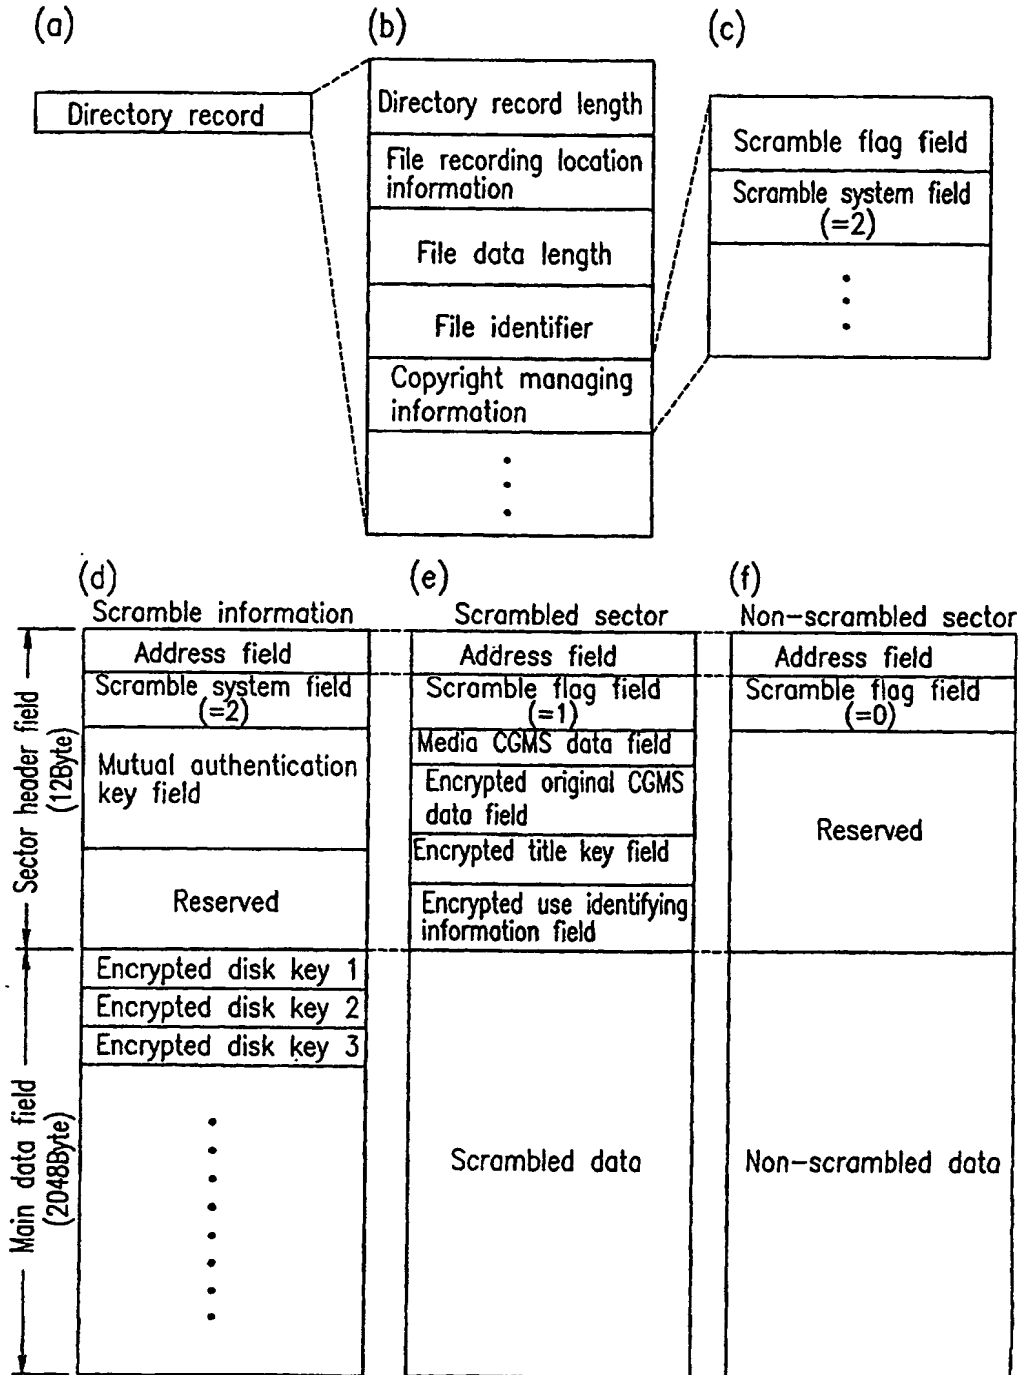 (a)
Directory record
(b)
Directory record length
File recording location
information
File data length
File identifier
Copyright managing
information
(c)
Scramble flag field
Scramble system field
(=2)
(d)
Scramble information
Address field
Scramble system field
(=2)
Mutual authentication
key field
Reserved
Encrypted disk key 1
Encrypted disk key 2
Encrypted disk key 3
Sector header field
(12Byte)
Main data field
(2048Byte)
(e)
Scrambled sector
Address field
Scramble flag field
(=1)
Media CGMS data field
Encrypted original CGMS
data field
Encrypted title key field
Encrypted use identifying
information field
Scrambled data
(f)
Non-scrambled sector
Address field
Scramble flag field
(=0)
Reserved
Non-scrambled data